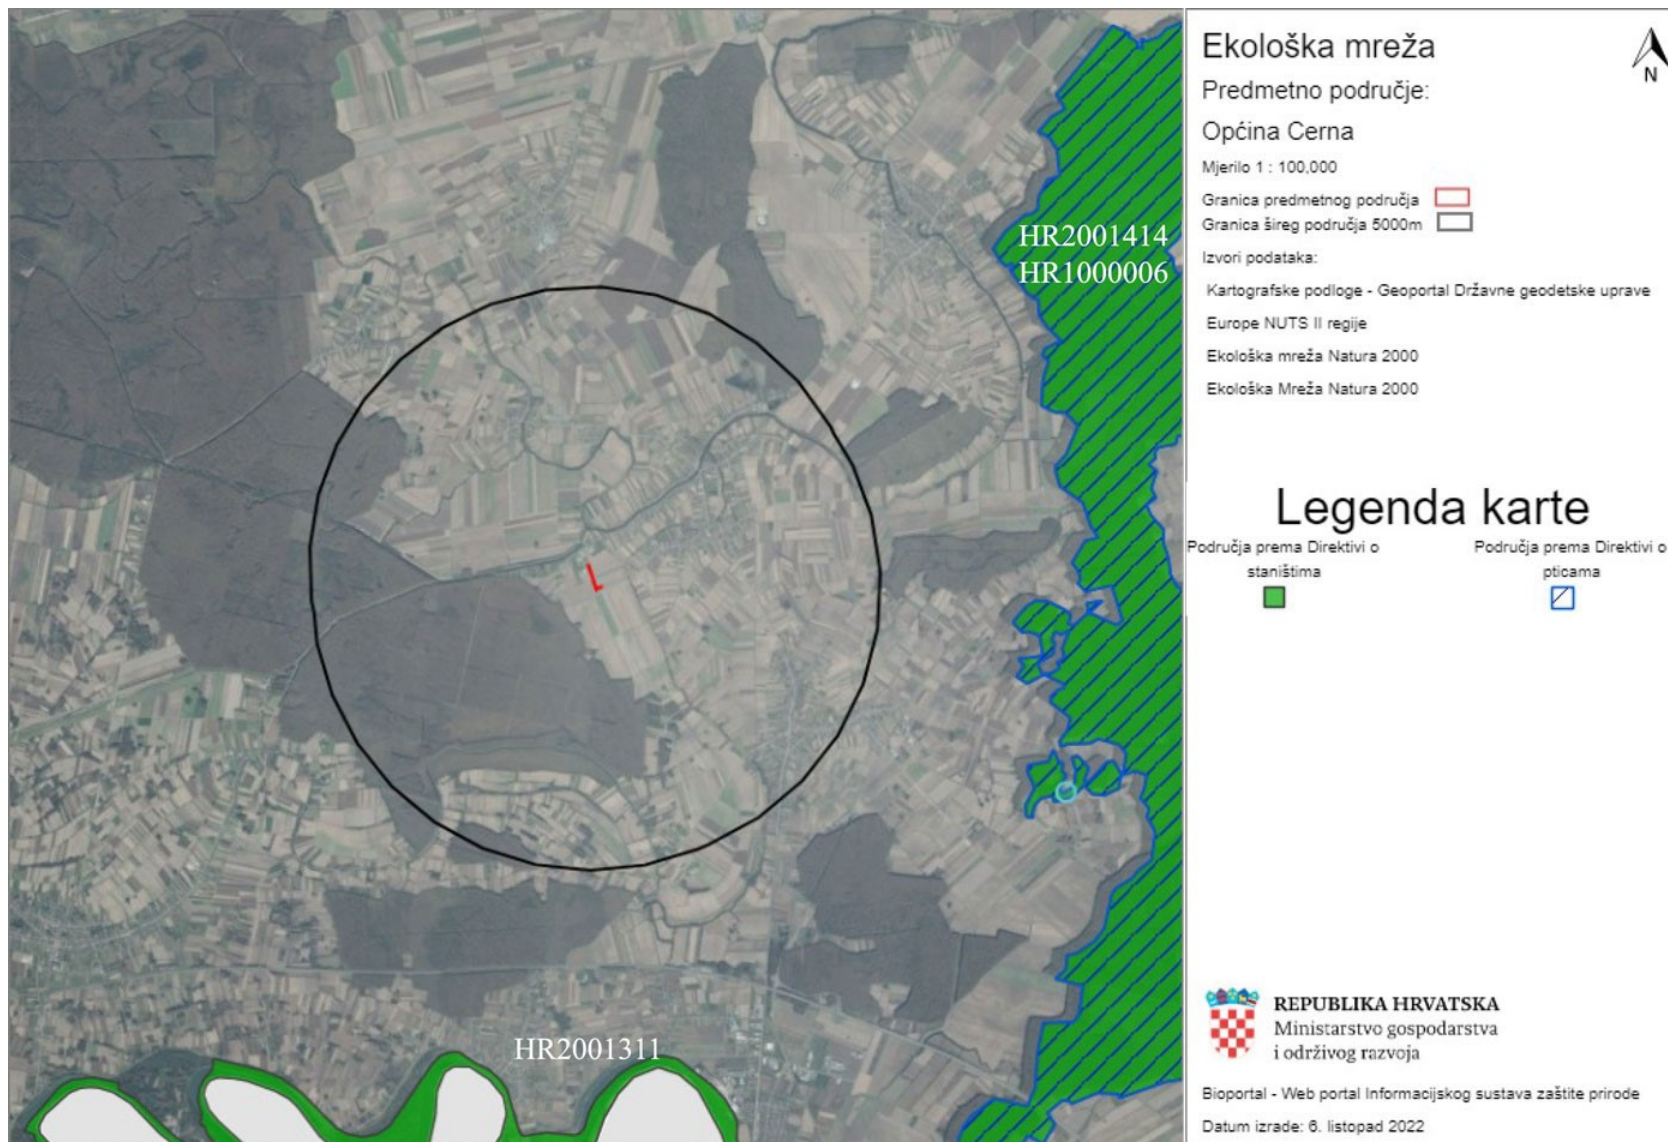 HR2001414
HR1000006
HR2001311
Ekološka mreža
N
Predmetno područje:
Općina Cerna
Mjerilo 1 : 100,000
Granica predmetnog područja
Granica šireg područja 5000m
Izvori podataka:
Kartografske podloge - Geoportal Državne geodetske uprave
Europe NUTS II regije
Ekološka mreža Natura 2000
Ekološka Mreža Natura 2000
Legenda karte
Područja prema Direktivi o
staništima
Područja prema Direktivi o
pticama
REPUBLIKA HRVATSKA
Ministarstvo gospodarstva
i održivog razvoja
Bioportal - Web portal Informacijskog sustava zaštite prirode
Datum izrade: 6. listopad 2022